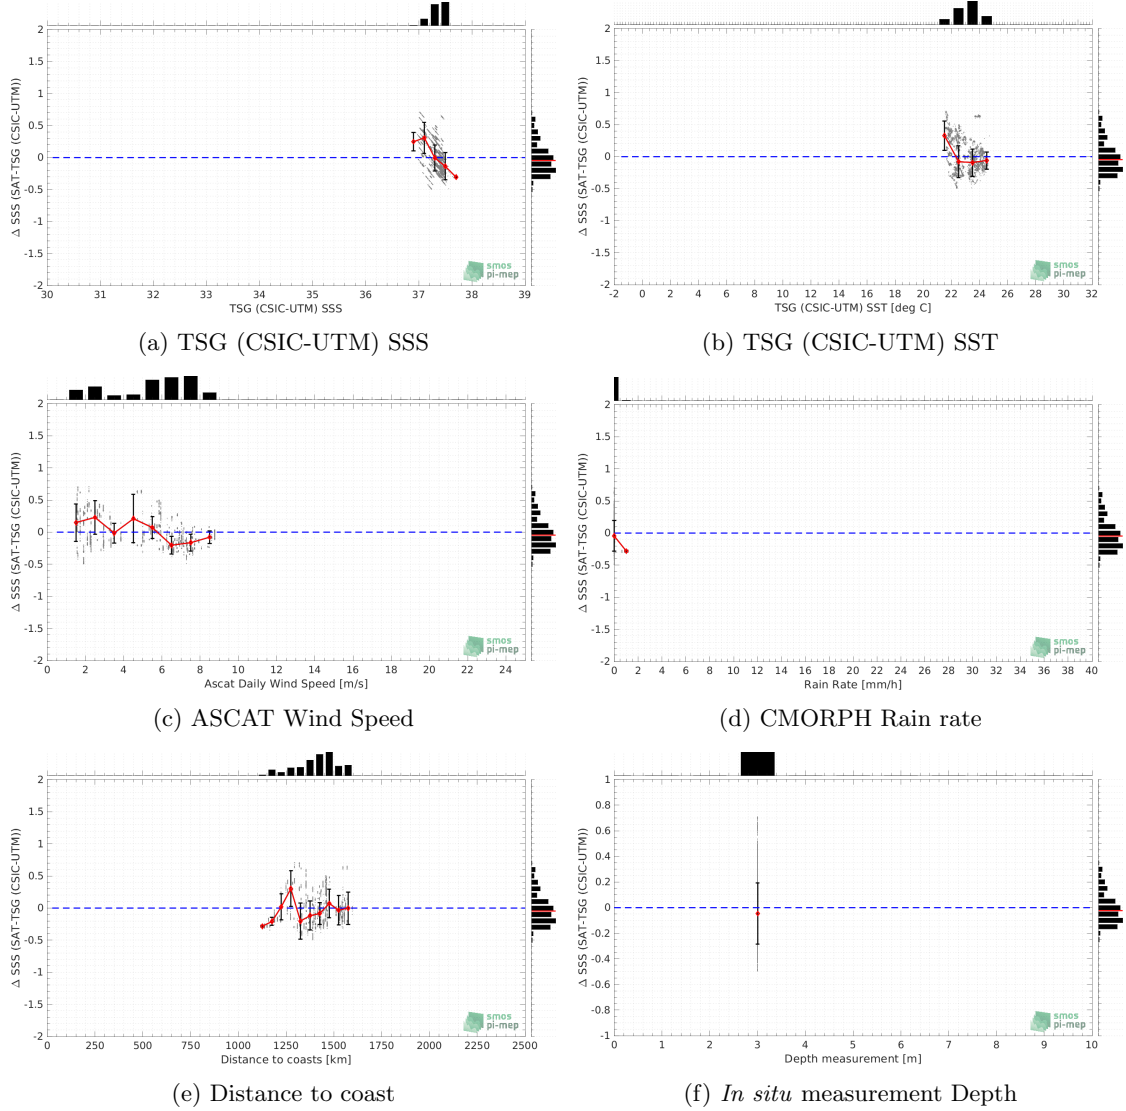 2
1.5
1
0.5
0
-0.5
-1
-1.5
-2
Δ SSS (SAT-TSG (CSIC-UTM))
30 31 32 33 34 35 36 37 38 39
TSG (CSIC-UTM) SSS
smos
pi-mep
(a) TSG (CSIC-UTM) SSS
2
1.5
1
0.5
0
-0.5
-1
-1.5
-2
Δ SSS (SAT-TSG (CSIC-UTM))
-2 0 2 4 6 8 10 12 14 16 18 20 22 24 26 28 30 32
TSG (CSIC-UTM) SST [deg C]
smos
pi-mep
(b) TSG (CSIC-UTM) SST
2
1.5
1
0.5
0
-0.5
-1
-1.5
-2
Δ SSS (SAT-TSG (CSIC-UTM))
0 2 4 6 8 10 12 14 16 18 20 22 24
Ascat Daily Wind Speed [m/s]
smos
pi-mep
(c) ASCAT Wind Speed
2
1.5
1
0.5
0
-0.5
-1
-1.5
-2
Δ SSS (SAT-TSG (CSIC-UTM))
0 2 4 6 8 10 12 14 16 18 20 22 24 26 28 30 32 34 36 38 40
Rain Rate [mm/h]
smos
pi-mep
(d) CMORPH Rain rate
2
1.5
1
0.5
0
-0.5
-1
-1.5
-2
Δ SSS (SAT-TSG (CSIC-UTM))
0 250 500 750 1000 1250 1500 1750 2000 2250 2500
Distance to coasts [km]
smos
pi-mep
(e) Distance to coast
1
0.8
0.6
0.4
0.2
0
-0.2
-0.4
-0.6
-0.8
-1
Δ SSS (SAT-TSG (CSIC-UTM))
0 1 2 3 4 5 6 7 8 9 10
Depth measurement [m]
smos
pi-mep
(f) In situ measurement Depth